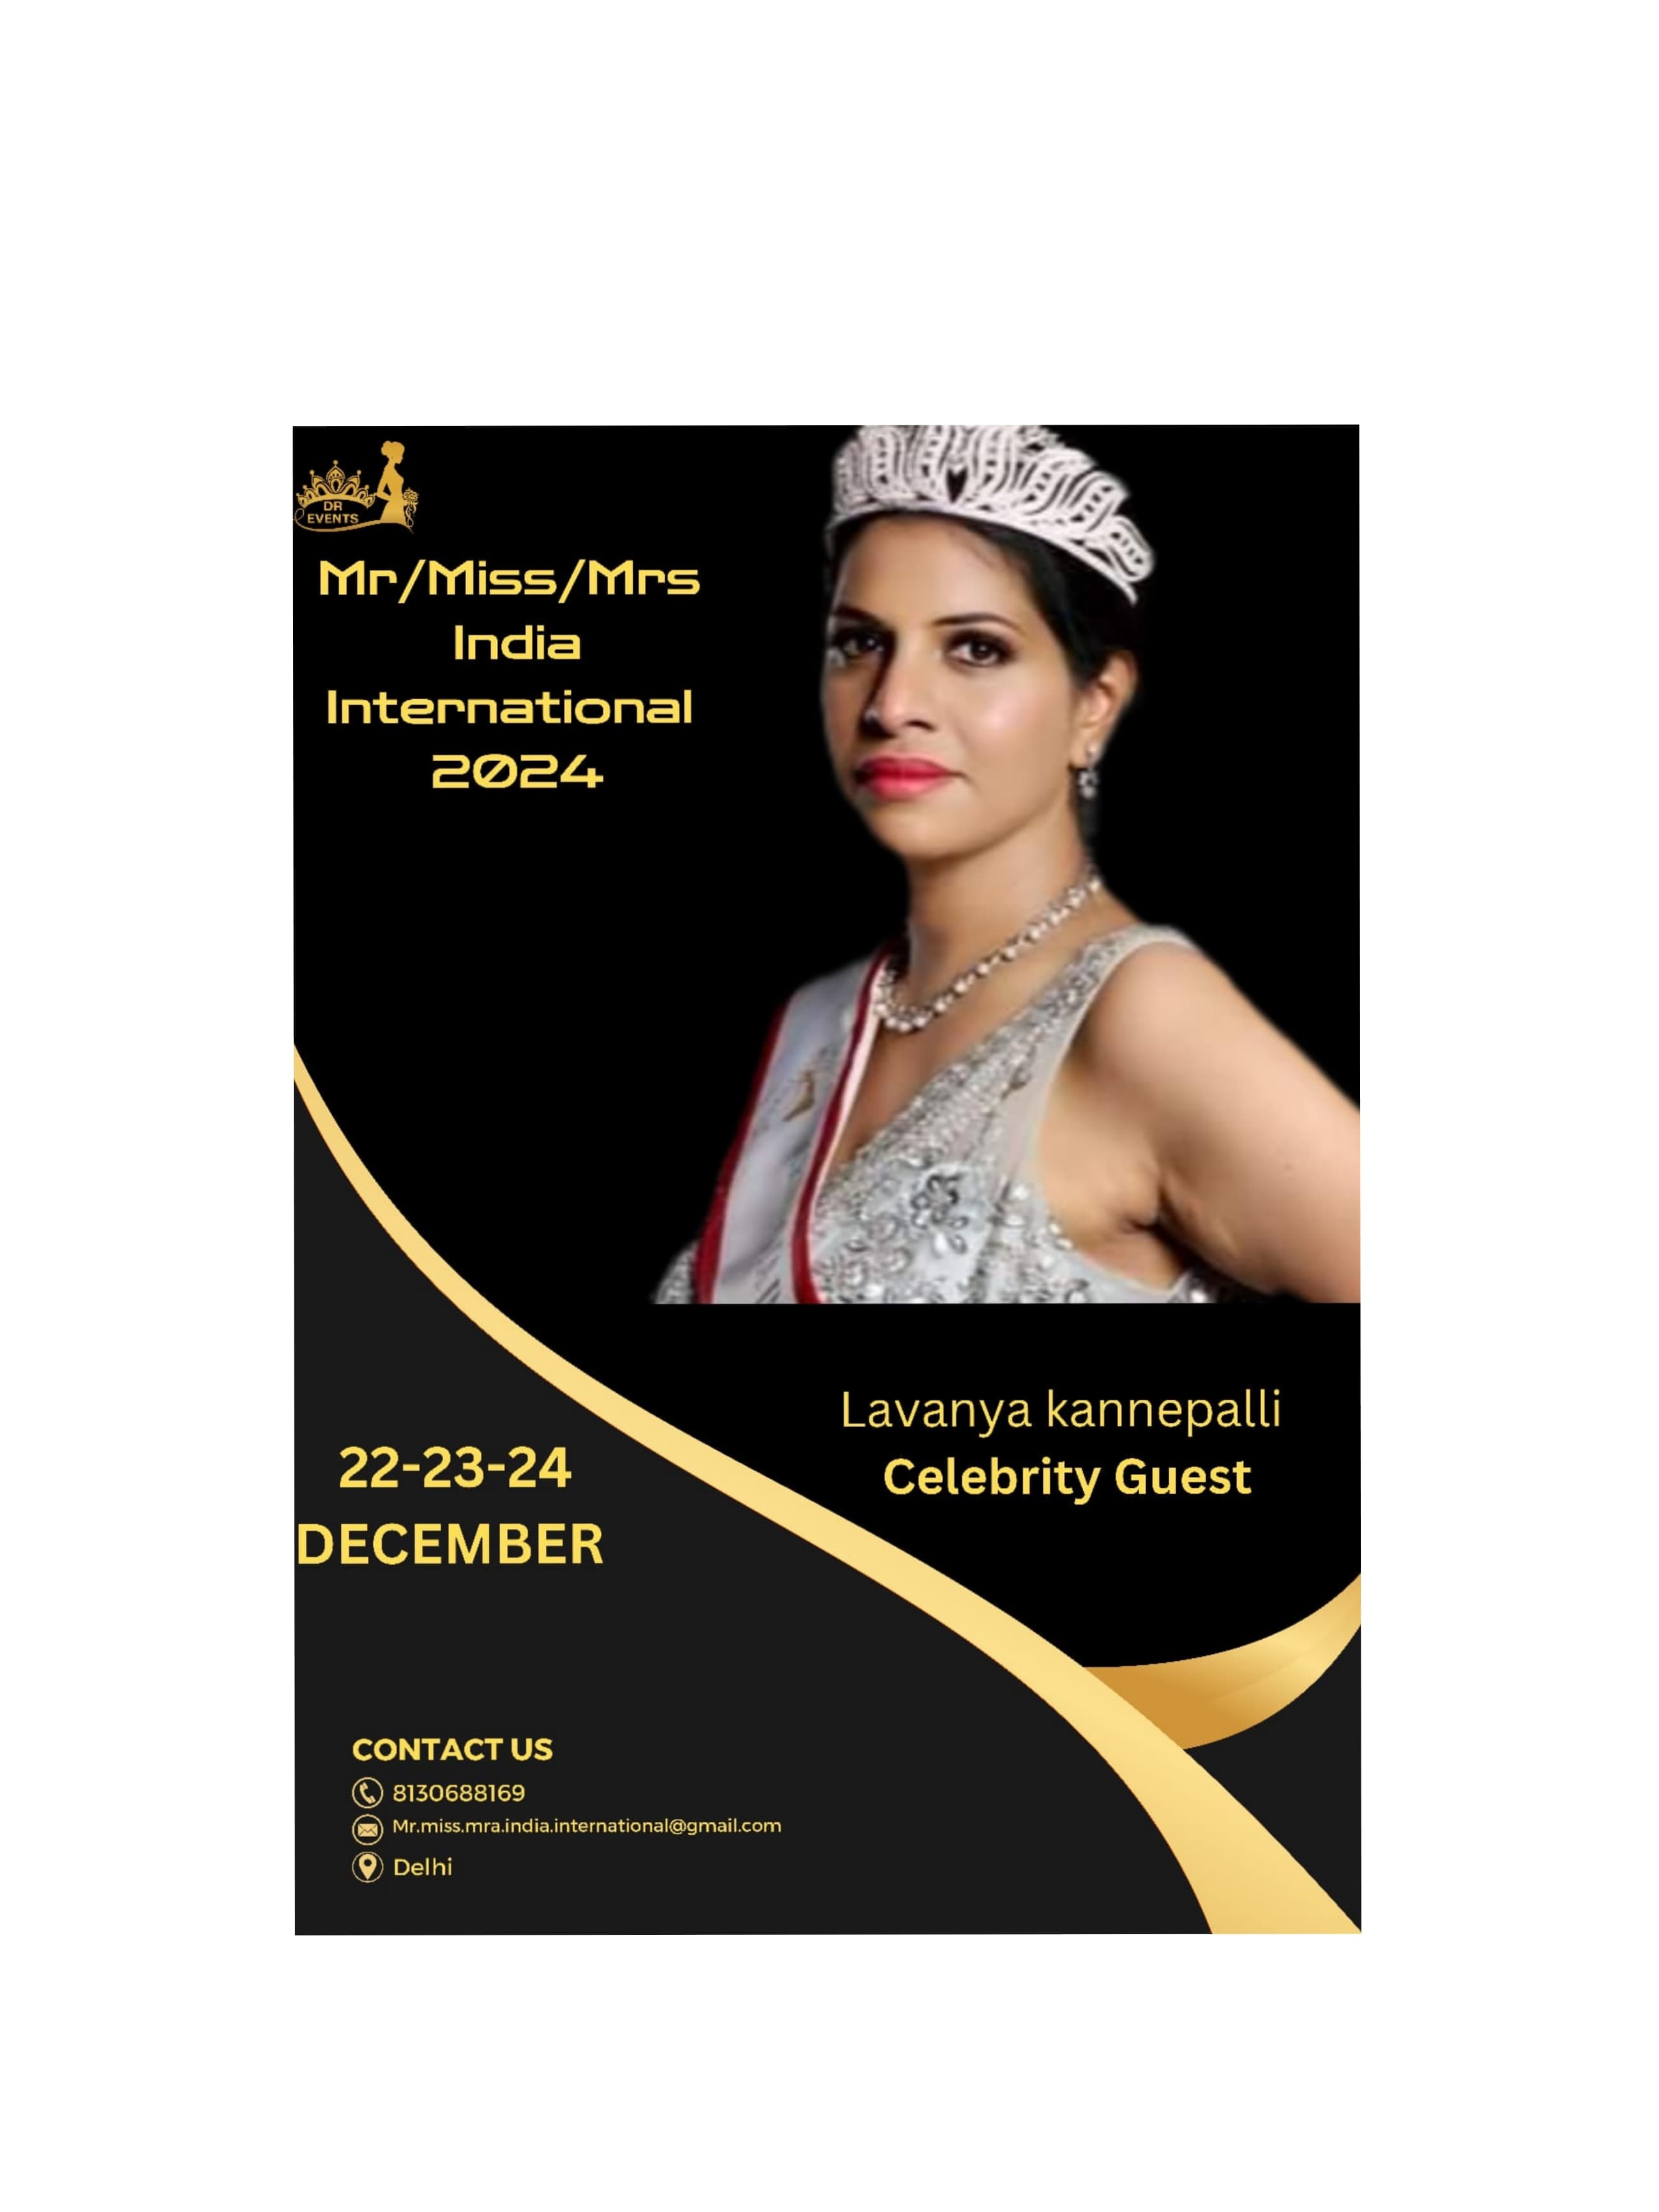 DR
EVENTS
Mr/Miss/Mrs
India
International
2024
Lavanya kannepalli
Celebrity Guest
22-23-24
DECEMBER
CONTACT US
8130688169
Mr.miss.mra.india.international@gmail.com
Delhi